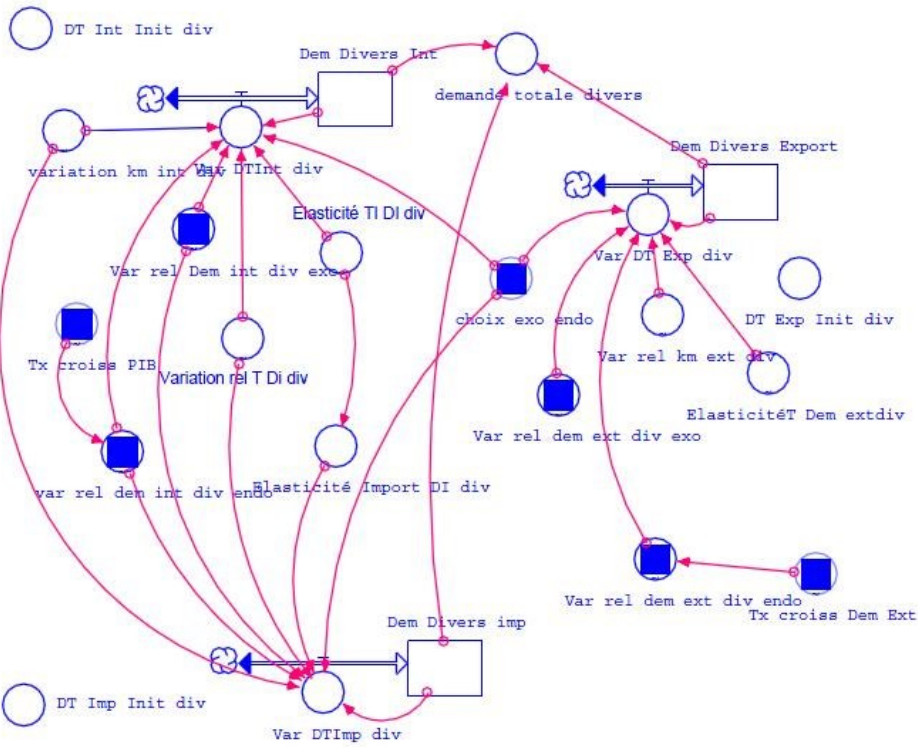 DT Int Init div
Dem Divers Int
demande totale divers
variation km int div
Var DTInt div
Dem Divers Export
Elasticité TI DI div
Var DT Exp div
Var rel Dem int div exo
choix exo endo
DT Exp Init div
Tx croiss PIB
Var rel km ext div
Variation rel T Di div
ElasticitéT Dem extdiv
Var rel dem ext div exo
var rel dem int div endo
Elasticité Import DI div
Var rel dem ext div endo
Tx croiss Dem Ext
Dem Divers imp
DT Imp Init div
Var DTImp div